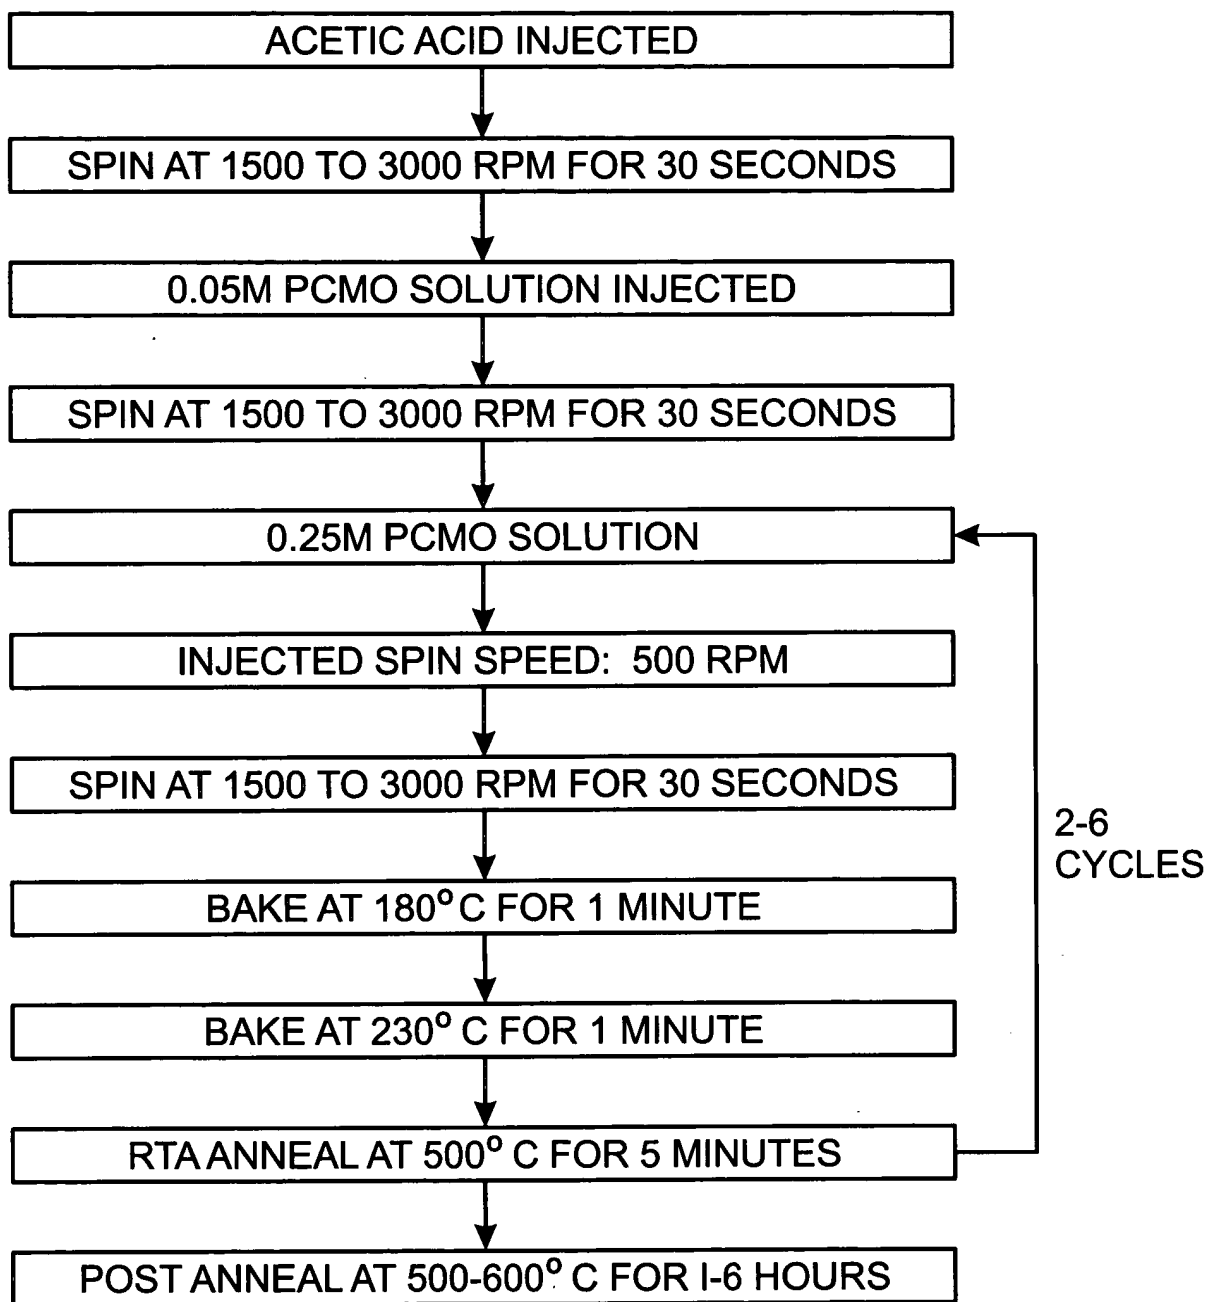 ACETIC ACID INJECTED
SPIN AT 1500 TO 3000 RPM FOR 30 SECONDS
0.05M PCMO SOLUTION INJECTED
SPIN AT 1500 TO 3000 RPM FOR 30 SECONDS
0.25M PCMO SOLUTION
INJECTED SPIN SPEED: 500 RPM
SPIN AT 1500 TO 3000 RPM FOR 30 SECONDS
2-6
CYCLES
BAKE AT 180° C FOR 1 MINUTE
BAKE AT 230° C FOR 1 MINUTE
RTA ANNEAL AT 500° C FOR 5 MINUTES
POST ANNEAL AT 500-600° C FOR I-6 HOURS